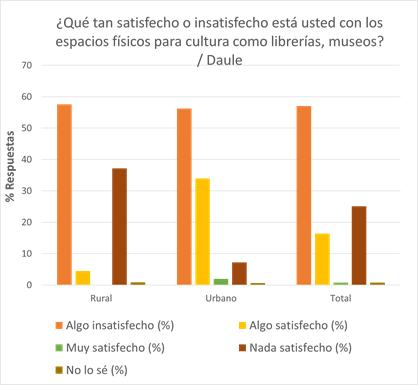 ¿Qué tan satisfecho o insatisfecho está usted con los
espacios físicos para cultura como librerías, museos?
/ Daule
70
60
50
40
30
20
10
0
% Respuestas
Rural
Urbano
Total
Algo insatisfecho (%)
Algo satisfecho (%)
Muy satisfecho (%)
Nada satisfecho (%)
No lo sé (%)